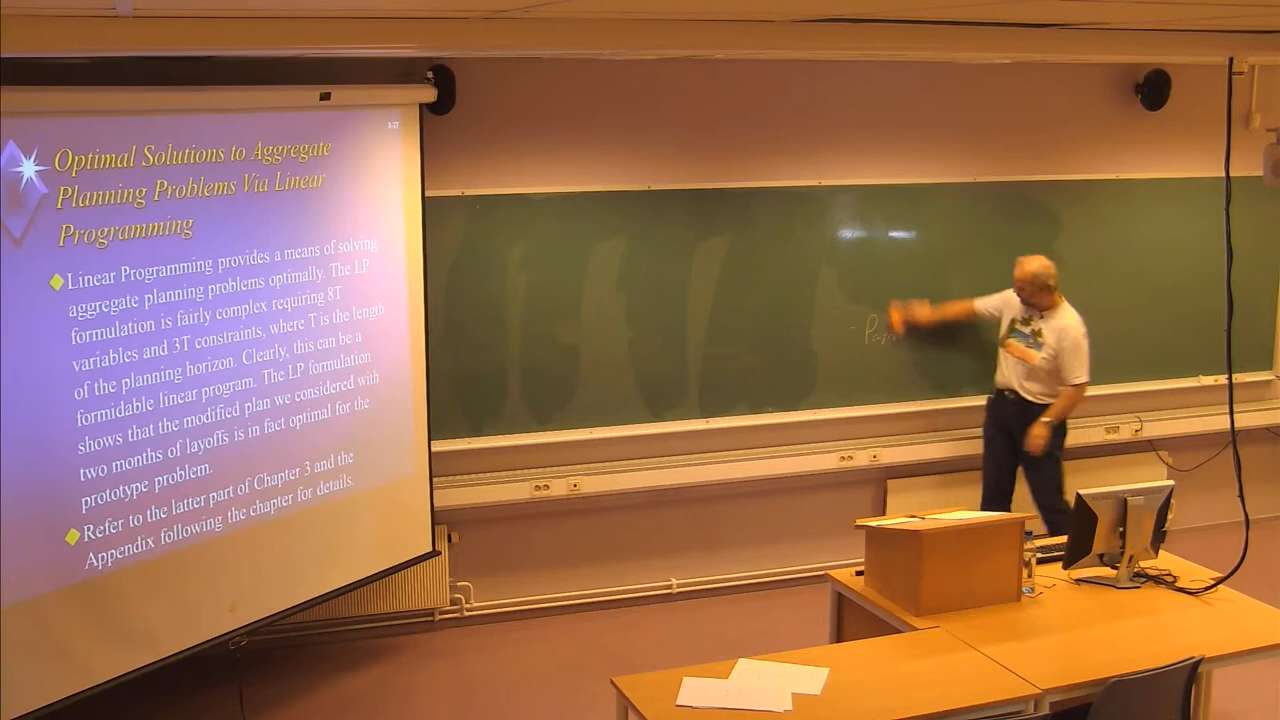 Optimal Solutions to Aggregate
Planning Problems Via Linear
Programming
Linear Programming provides a means of solving
aggregate planning problems optimally. The LP
formulation is fairly complex requiring 8T
variables and 3T constraints, where T is the length
of the planning horizon. Clearly, this can be a
formidable linear program. The LP formulation
shows that the modified plan we considered with
two months of layoffs is in fact optimal for the
prototype problem.
Refer to the latter part of Chapter 3 and the
Appendix following the chapter for details.